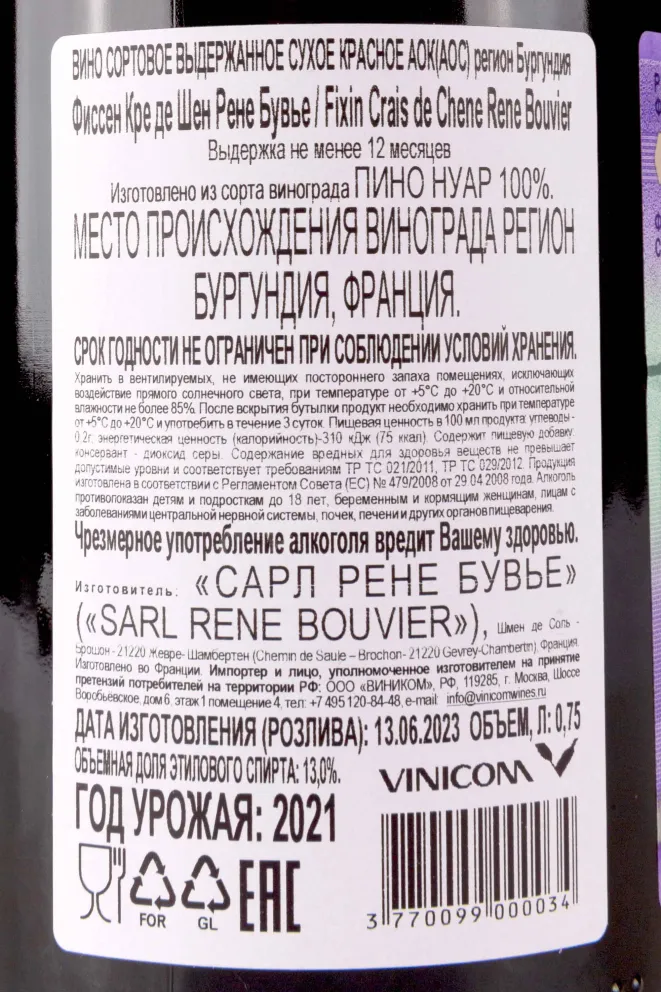 ВИНО СОРТОВОЕ ВЫДЕРЖАННОЕ СУХОЕ КРАСНОЕ АОК(АОС) регион Бургундия
Фиссен Кре де Шен Рене Бувье / Fixin Crais de Chene Rene Bouvier
Выдержка не менее 12 месяцев
Изготовлено из сорта винограда ПИНО НУАР 100%.
МЕСТО ПРОИСХОЖДЕНИЯ ВИНОГРАДА РЕГИОН
БУРГУНДИЯ, ФРАНЦИЯ.
СРОК ГОДНОСТИ НЕ ОГРАНИЧЕН ПРИ СОБЛЮДЕНИИ УСЛОВИЙ ХРАНЕНИЯ.
Хранить в вентилируемых, не имеющих постороннего запаха помещениях, исключающих
воздействие прямого солнечного света, при температуре от +5°С до +20°С и относительной
влажности не более 85%. После вскрытия бутылки продукт необходимо хранить при температуре
от +5°С до +20°С и употребить в течение 3 суток. Пищевая ценность в 100 мл продукта: углеводы-
0,2г, энергетическая ценность (калорийность)-310 кДж (75 ккал). Содержит пищевую добавку
консервант - диоксид серы. Содержание вредных для здоровья веществ не превышает
допустимые уровни и соответствует требованиям ТР ТС 021/2011, ТР ТС 029/2012. Продукция
изготовлена в соответствии с Регламентом Совета (ЕС) № 479/2008 от 29.04.2008 года. Алкоголь
противопоказан детям и подросткам до 18 лет, беременным и кормящим женщинам, лицам с
заболеваниями центральной нервной системы, почек, печени и других органов пищеварения.
Чрезмерное употребление алкоголя вредит Вашему здоровью.
Изготовитель: «САРЛ РЕНЕ БУВЬЕ»
(«SARL RENE BOUVIER»), Шмен де Соль -
Брошон - 21220 Жевре- Шамбертен (Chemin de Saule – Brochon- 21220 Gevrey-Chambertin), Франция.
Изготовлено во Франции. Импортер и лицо, уполномоченное изготовителем на принятие
претензий потребителей на территории РФ: ООО «ВИНИКОМ», РФ, 119285, г. Москва, Шоссе
Воробьевское, дом 6, этаж 1 помещение 4, тел: +7 495 120-84-48, e-mail: info@vinicomwines.ru
ДАТА ИЗГОТОВЛЕНИЯ (РОЗЛИВА): 13.06.2023 ОБЪЕМ, Л: 0,75
ОБЪЕМНАЯ ДОЛЯ ЭТИЛОВОГО СПИРТА: 13,0%.
VINICOM
ГОД УРОЖАЯ: 2021
FOR
GL
EAC
3 770099 000034